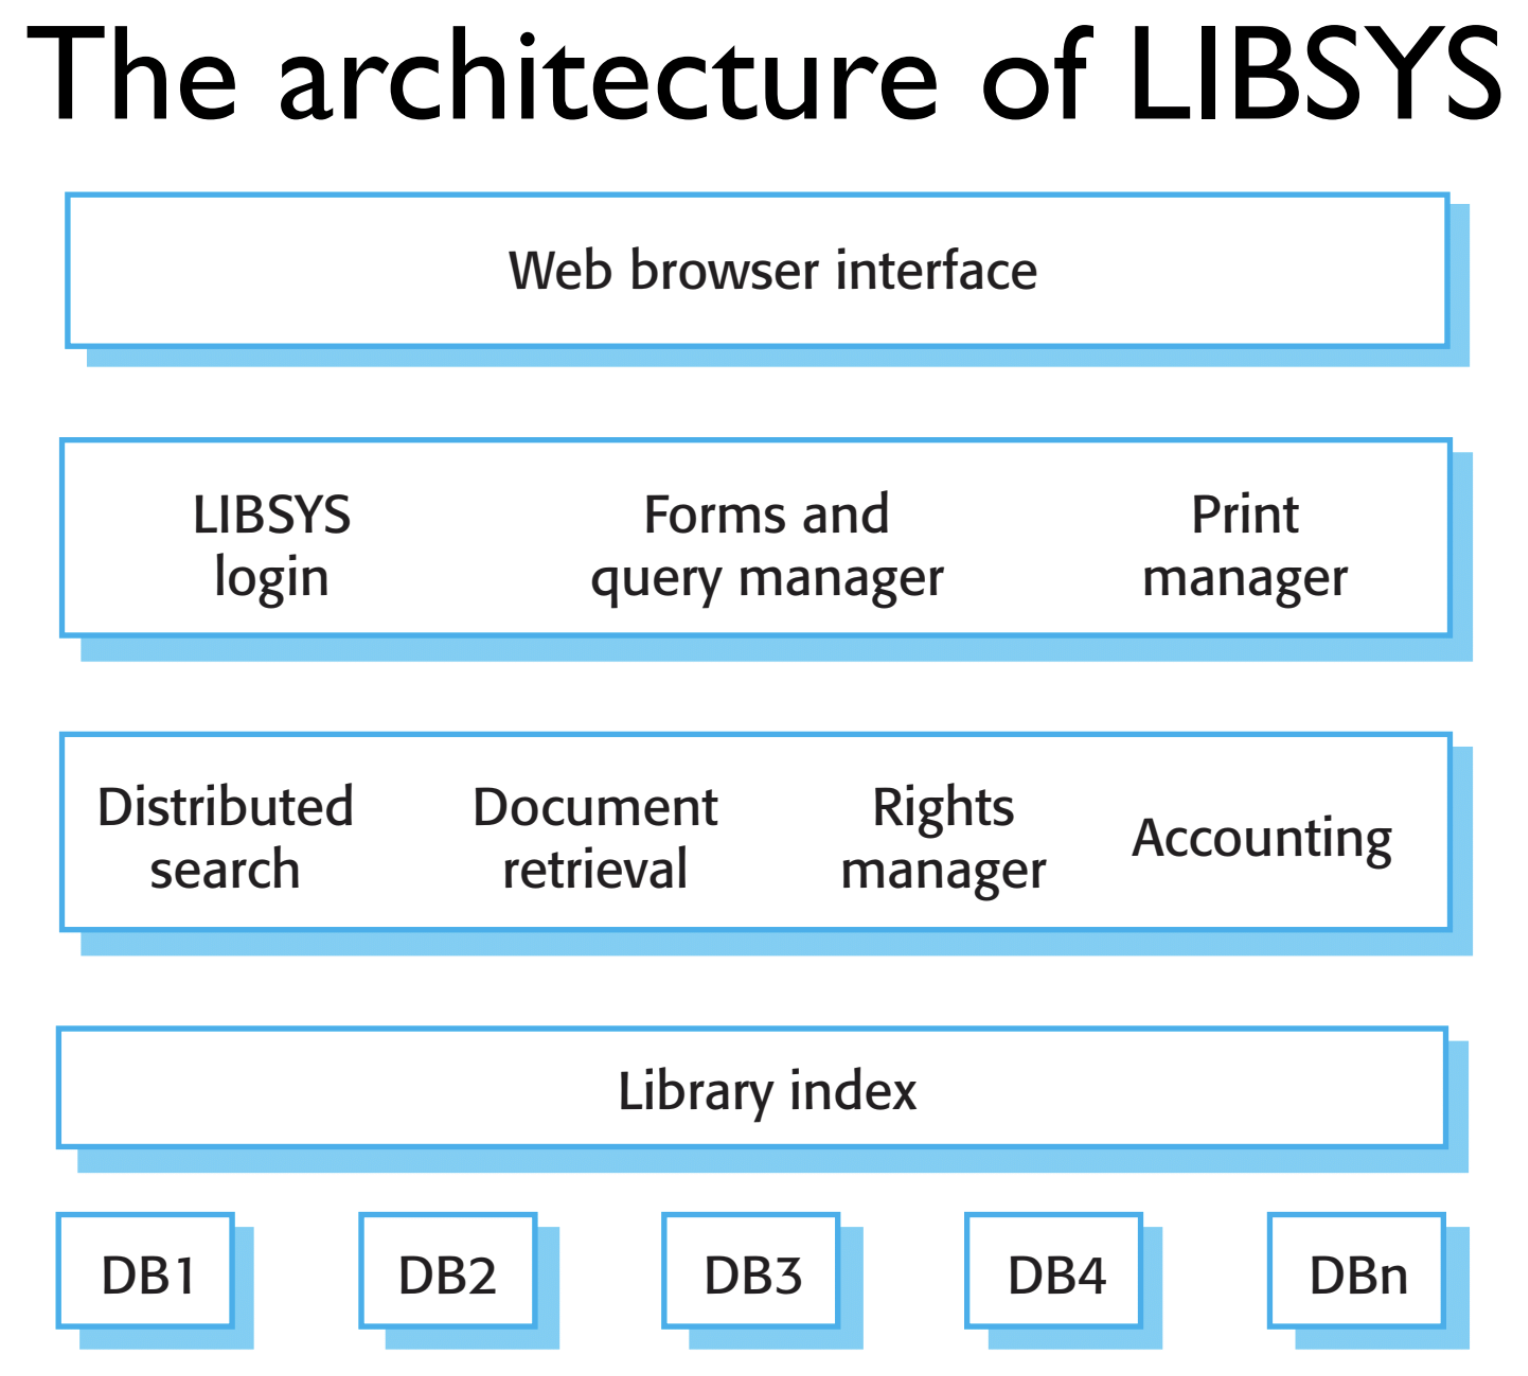 The architecture of LIBSYS
Web browser interface
LIBSYS
login
Forms and
query manager
Print
manager
Distributed
search
Document
retrieval
Rights
manager
Accounting
Library index
DB1
DB2
DB3
DB4
DBn